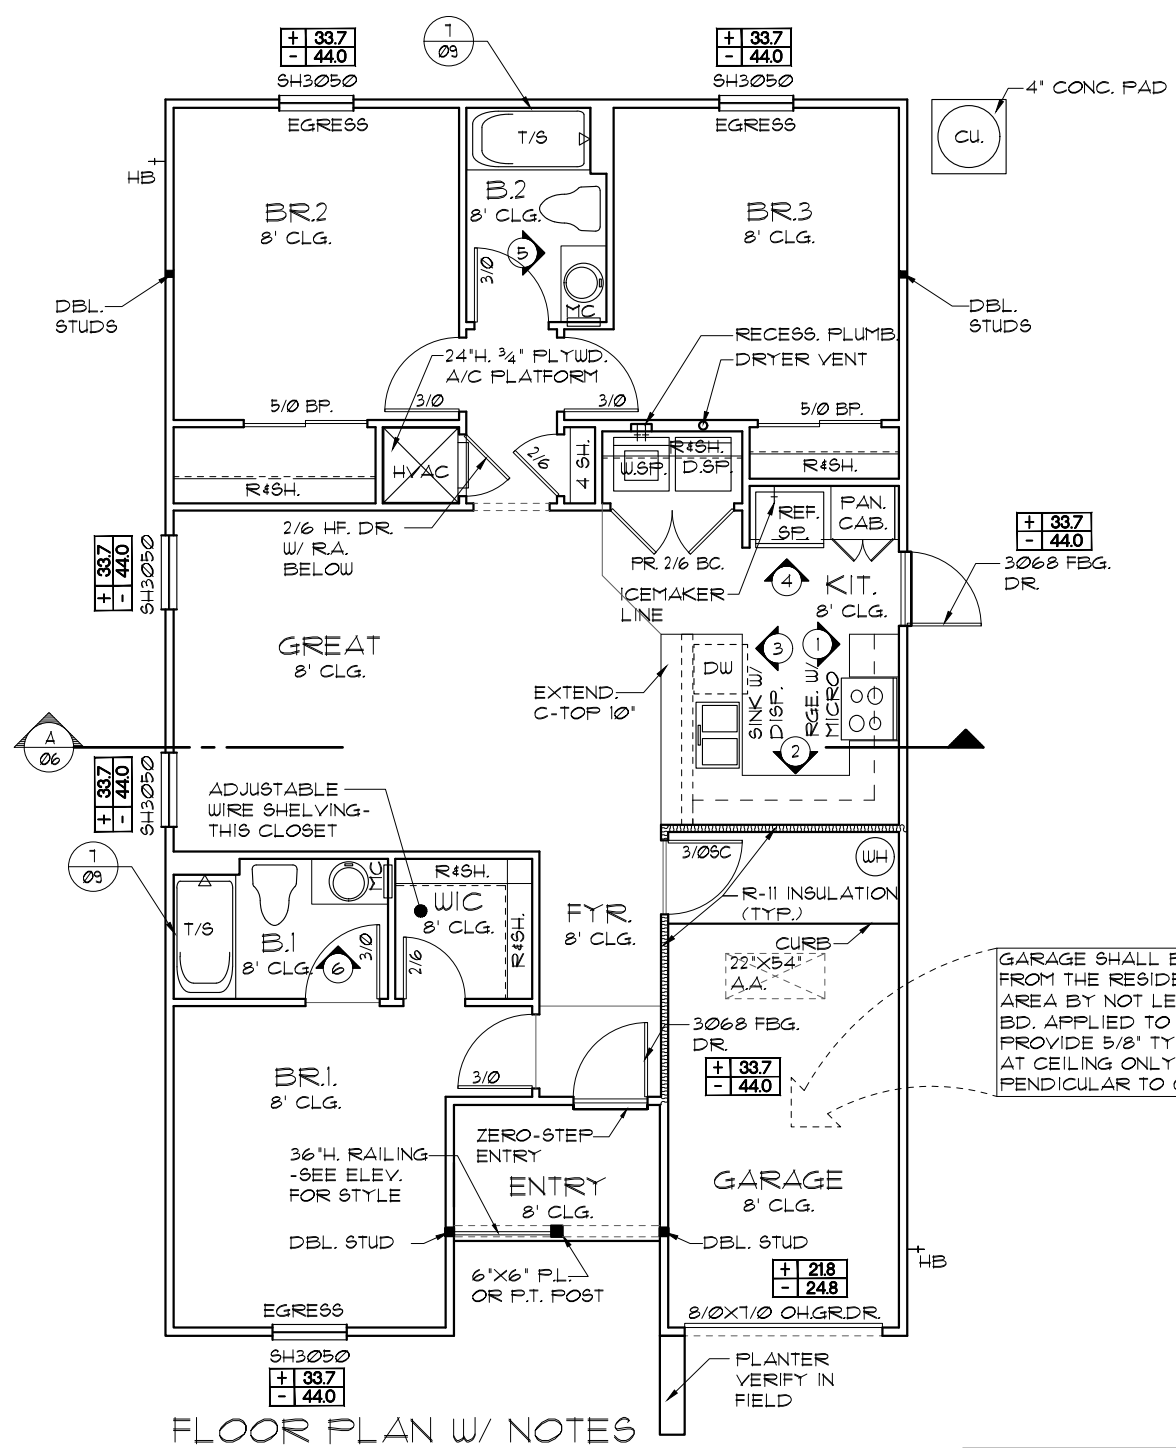 + 33.7
- 44.0
SH3050
EGRESS
7
09
+ 33.7
- 44.0
SH3050
EGRESS
4" CONC. PAD
CU.
T/S
HB
B.2
8' CLG.
BR.2
8' CLG.
BR.3
8' CLG.
5
3/0
MC
DBL.
STUDS
DBL.
STUDS
RECESS. PLUMB.
DRYER VENT
24"H. 3/4" PLYWD.
A/C PLATFORM
3/0
3/0
5/0 BP.
5/0 BP.
R&SH.
HVAC
2/6
4 SH.
R&SH.
W.SP.
D.SP.
R&SH.
2/6 HF. DR.
W/ R.A.
BELOW
REF.
SP.
PAN.
CAB.
PR. 2/6 BC.
ICEMAKER
LINE
4
KIT.
8' CLG.
+ 33.7
- 44.0
3068 FBG.
DR.
+ 33.7
- 44.0
SH3050
GREAT
8' CLG.
3
1
DW
SINK W/
DISP.
RGE. W/
MICRO
2
EXTEND.
C-TOP 10"
A
06
+ 33.7
- 44.0
SH3050
ADJUSTABLE
WIRE SHELVING-
THIS CLOSET
7
09
3/0SC
WH
R-11 INSULATION
(TYP.)
CURB
MC
R&SH.
WIC
8' CLG.
R&SH.
FYR.
8' CLG.
T/S
B.1
8' CLG.
6
3/0
2/6
22"X54"
A.A.
GARAGE SHALL B
FROM THE RESIDE
AREA BY NOT LE
BD. APPLIED TO
PROVIDE 5/8" TY
AT CEILING ONLY
PENDICULAR TO
3068 FBG.
DR.
+ 33.7
- 44.0
BR.1.
8' CLG.
3/0
ZERO-STEP
ENTRY
36"H. RAILING
-SEE ELEV.
FOR STYLE
ENTRY
8' CLG.
GARAGE
8' CLG.
DBL. STUD
DBL. STUD
HB
6"X6" P.L.
OR P.T. POST
+ 21.8
- 24.8
8/0X7/0 OH.GR.DR.
EGRESS
SH3050
+ 33.7
- 44.0
PLANTER
VERIFY IN
FIELD
FLOOR PLAN W/ NOTES